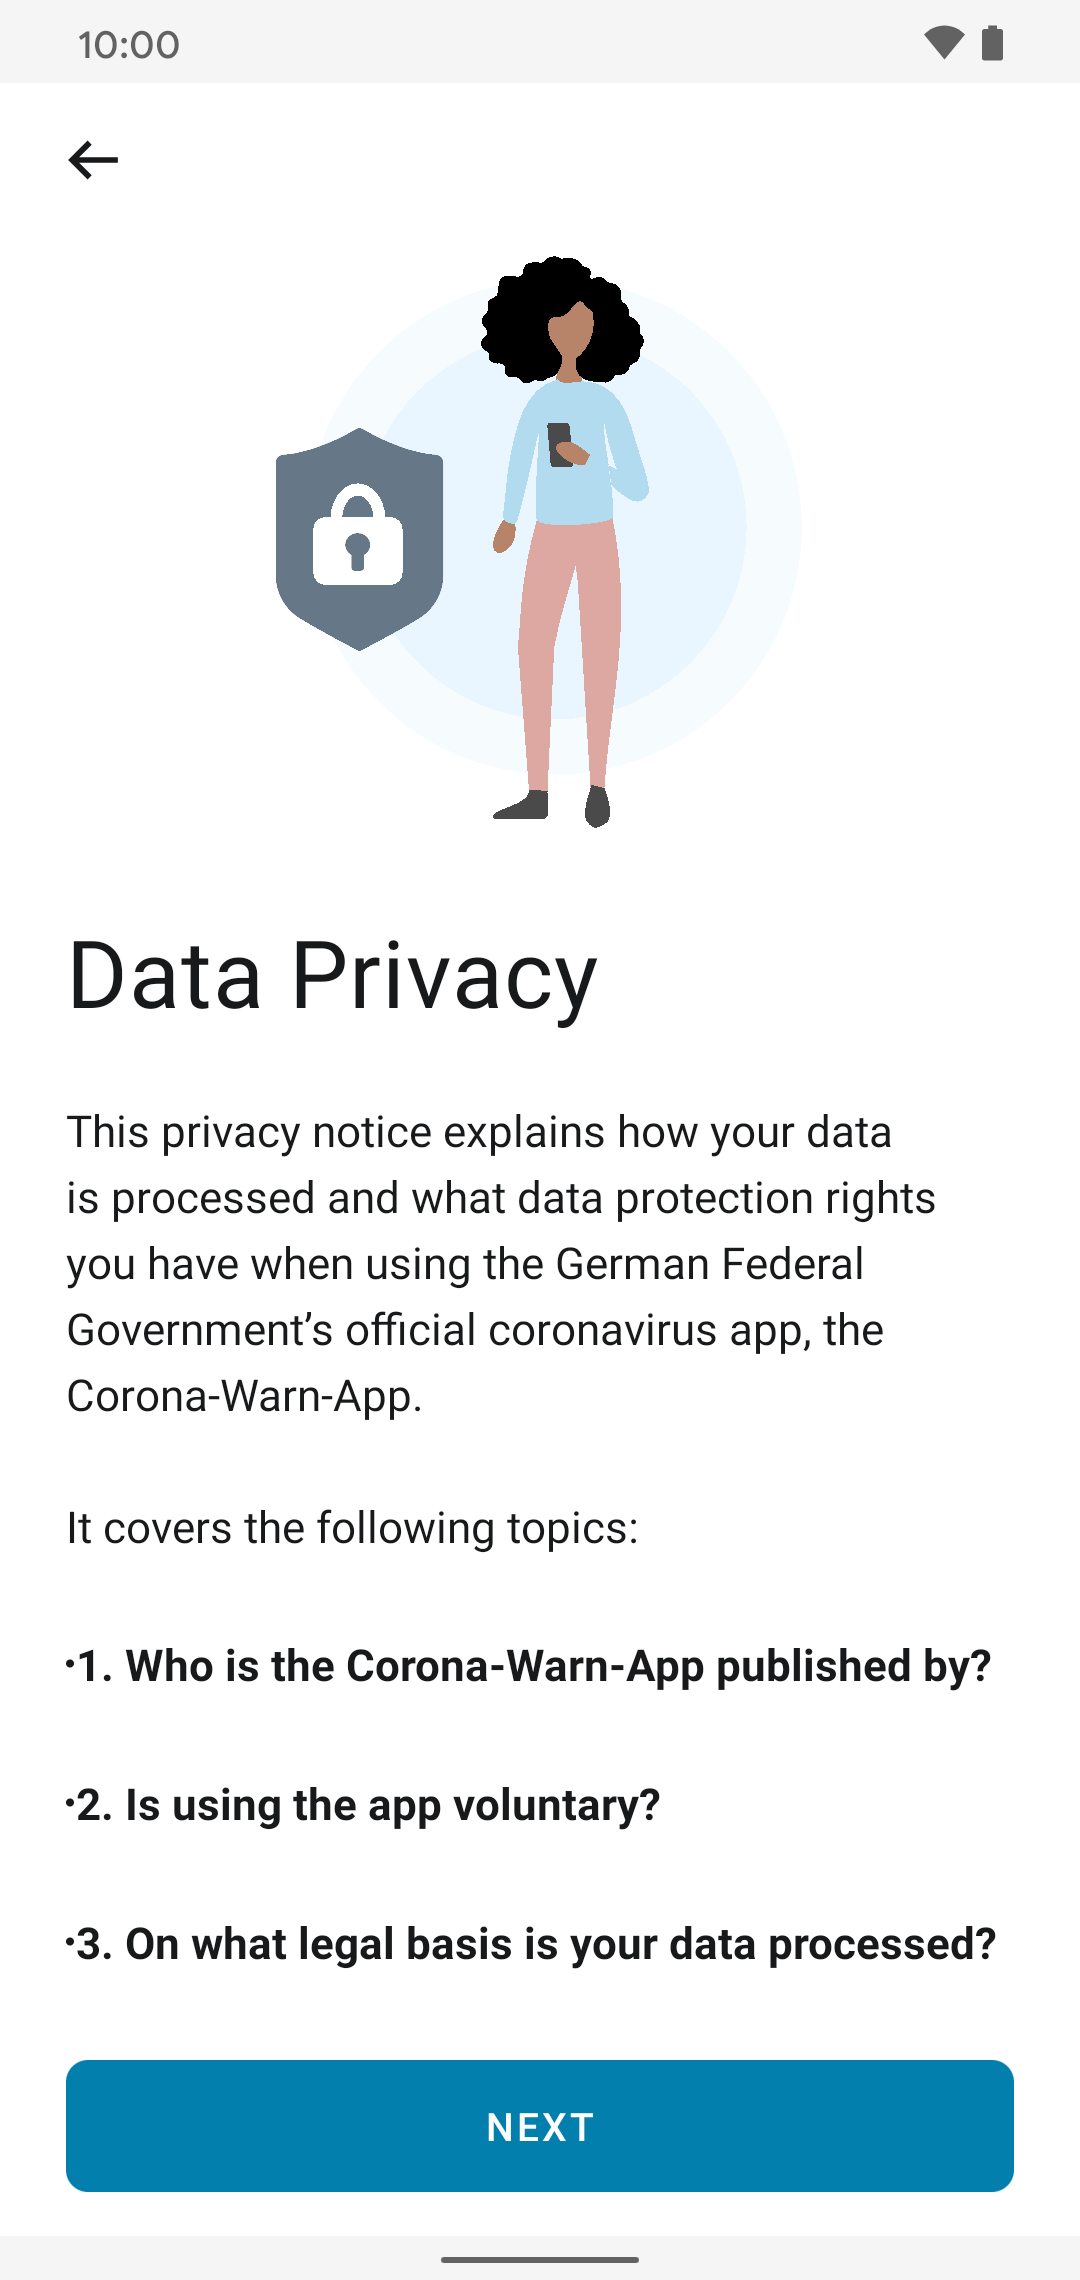 10:00
Data Privacy
This privacy notice explains how your data
is processed and what data protection rights
you have when using the German Federal
Government’s official coronavirus app, the
Corona-Warn-App.
It covers the following topics:
•1. Who is the Corona-Warn-App published by?
•2. Is using the app voluntary?
•3. On what legal basis is your data processed?
NEXT